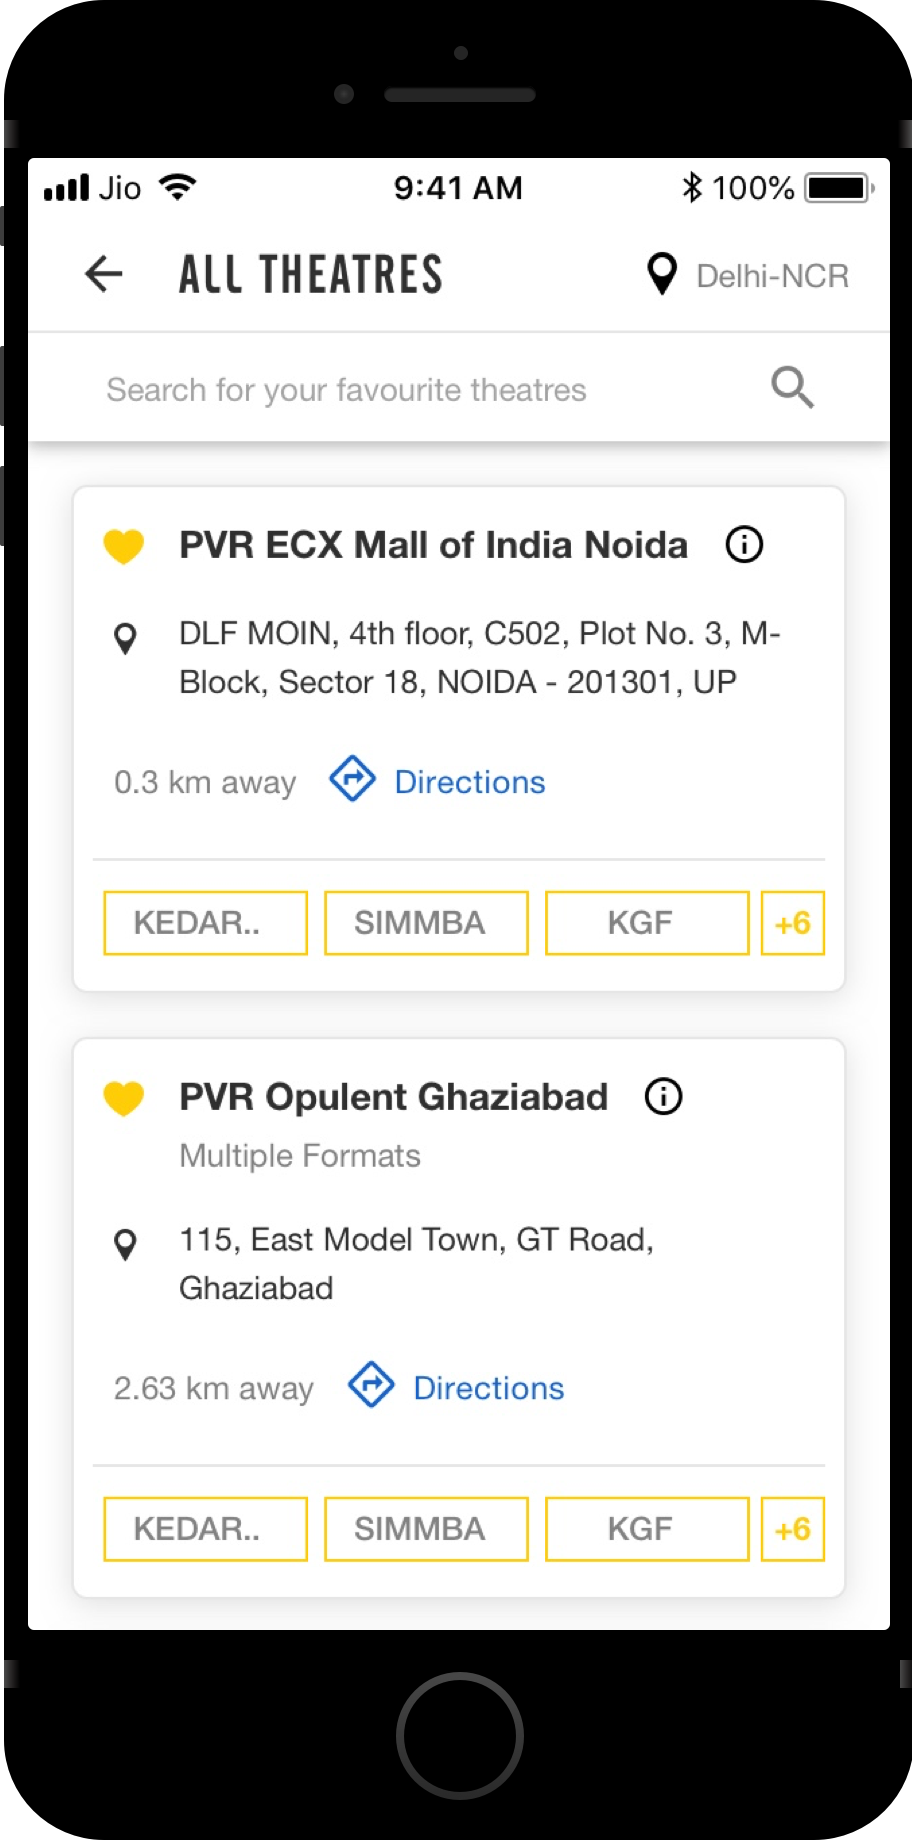 Jio 9:41 AM 100%
ALL THEATRES Delhi-NCR
Search for your favourite theatres
PVR ECX Mall of India Noida
DLF MOIN, 4th floor, C502, Plot No. 3, M-
Block, Sector 18, NOIDA - 201301, UP
0.3 km away Directions
KEDAR.. SIMMBA KGF +6
PVR Opulent Ghaziabad
Multiple Formats
115, East Model Town, GT Road,
Ghaziabad
2.63 km away Directions
KEDAR.. SIMMBA KGF +6